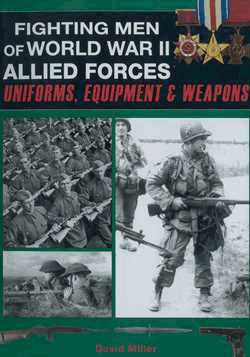 FIGHTING MEN
OF WORLD WAR II
ALLIED FORCES
UNIFORMS, EQUIPMENT & WEAPONS
David Miller